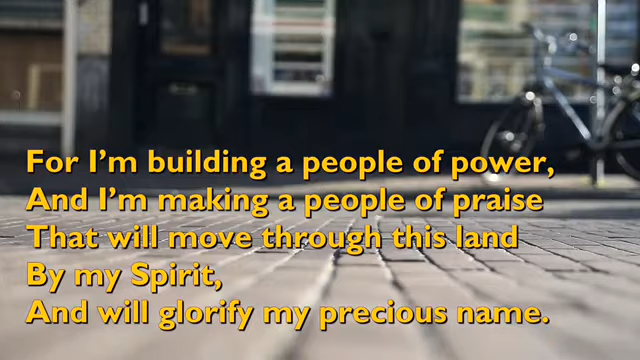 For I’m building a people of power,
And I’m making a people of praise
That will move through this land
By my Spirit,
And will glorify my precious name.